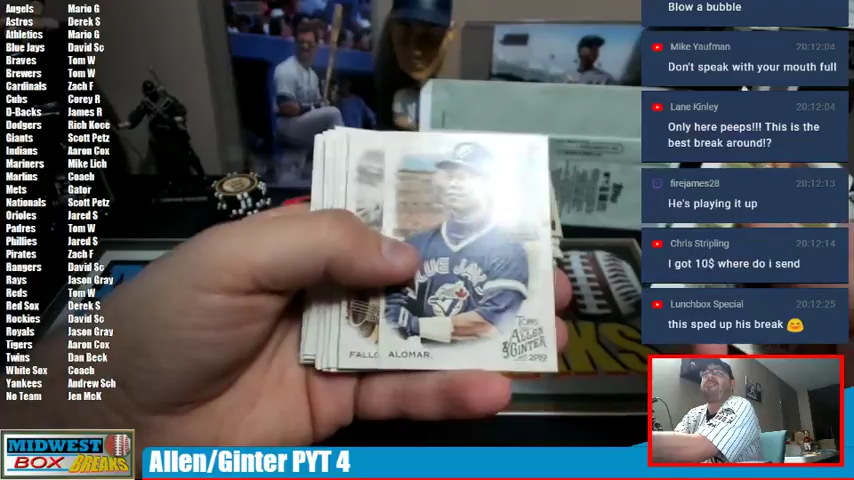 Angels Mario G
Astros Derek S
Athletics Mario G
Blue Jays David Sc
Braves Tom W
Brewers Tom W
Cardinals Zach F
Cubs Corey R
D-Backs James R
Dodgers Rich Koce
Giants Scott Petz
Indians Aaron Cox
Mariners Mike Lich
Marlins Coach
Mets Gator
Nationals Scott Petz
Orioles Jared S
Padres Tom W
Phillies Jared S
Pirates Zach F
Rangers David Sc
Rays Jason Gray
Reds Tom W
Red Sox Derek S
Rockies David Sc
Royals Jason Gray
Tigers Aaron Cox
Twins Dan Beck
White Sox Coach
Yankees Andrew Sch
No Team Jen McK
BLUE JAYS
FALLO
ALOMAR
TOPPS
ALLEN
& GINTER
2019
BREAKS
Blow a bubble
Mike Yaufman 20:12:04
Don't speak with your mouth full
Lane Kinley 20:12:04
Only here peeps!!! This is the
best break around!?
firejames28 20:12:13
He's playing it up
Chris Stripling 20:12:14
I got 10$ where do i send
Lunchbox Special 20:12:25
this sped up his break 😅
MIDWEST
BOX BREAKS
Allen/Ginter PYT 4